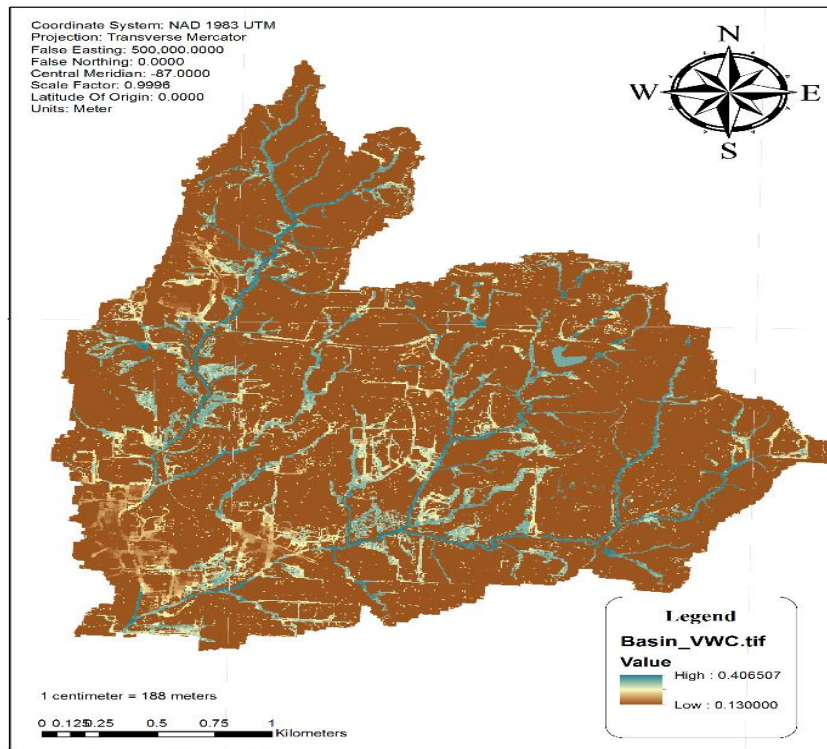 Coordinate System: NAD 1983 UTM
Projection: Transverse Mercator
False Easting: 500,000.0000
False Northing: 0.0000
Central Meridian: -87.0000
Scale Factor: 0.9996
Latitude Of Origin: 0.0000
Units: Meter
N
W
E
S
Legend
Basin_VWC.tif
Value
High : 0.406507
Low : 0.130000
1 centimeter = 188 meters
0 0.125 0.25 0.5 0.75 1
Kilometers